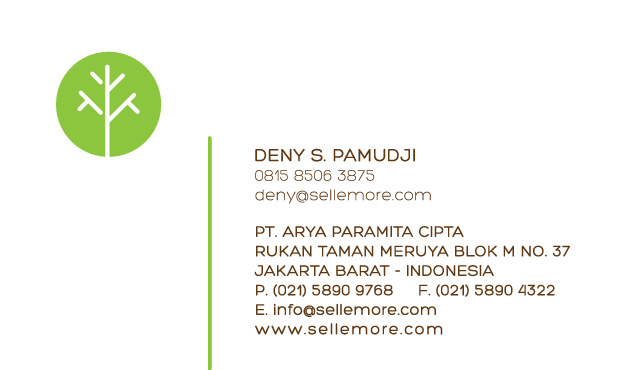 DENY S. PAMUDJI
0815 8506 3875
deny@sellemore.com
PT. ARYA PARAMITA CIPTA
RUKAN TAMAN MERUYA BLOK M NO. 37
JAKARTA BARAT - INDONESIA
P. (021) 5890 9768 F. (021) 5890 4322
E. info@sellemore.com
www.sellemore.com